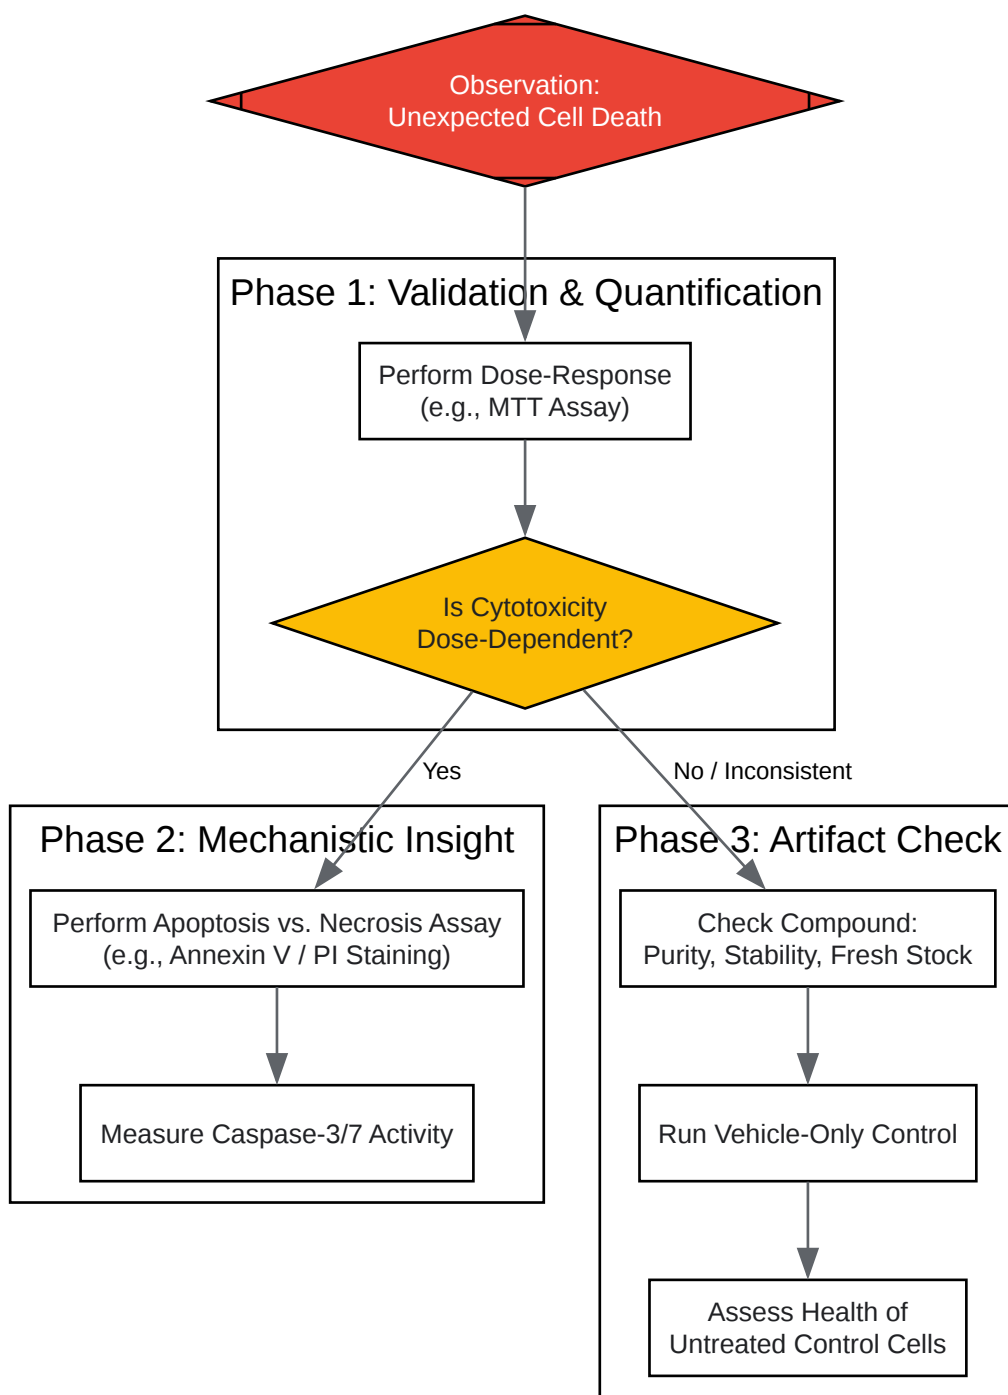 Observation:
Unexpected Cell Death
Phase 1: Validation & Quantification
Perform Dose-Response
(e.g., MTT Assay)
Is Cytotoxicity
Dose-Dependent?
Yes
No / Inconsistent
Phase 2: Mechanistic Insight
Perform Apoptosis vs. Necrosis Assay
(e.g., Annexin V / PI Staining)
Measure Caspase-3/7 Activity
Phase 3: Artifact Check
Check Compound:
Purity, Stability, Fresh Stock
Run Vehicle-Only Control
Assess Health of
Untreated Control Cells